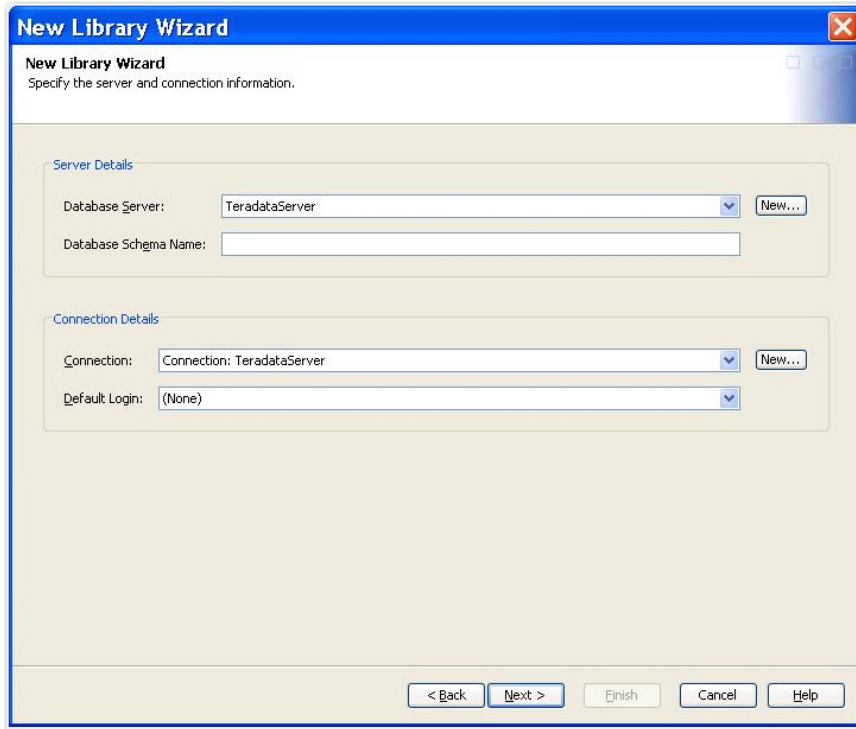 New Library Wizard
New Library Wizard
Specify the server and connection information.
Server Details
Database Server: TeradataServer New...
Database Schema Name:
Connection Details
Connection: Connection: TeradataServer New...
Default Login: (None)
< Back Next > Finish Cancel Help